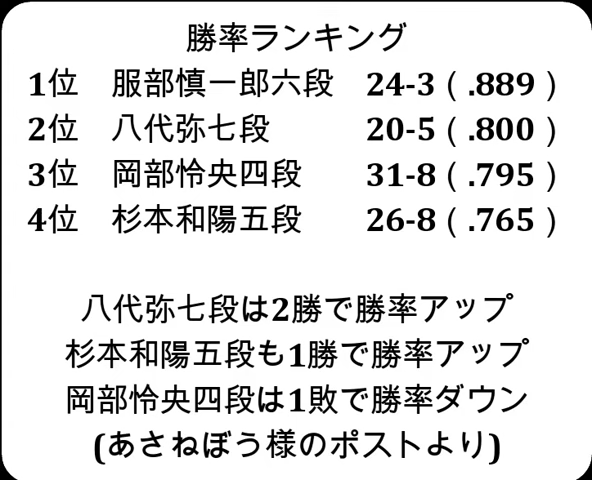 勝率ランキング
1位 服部慎一郎六段 24-3 ( .889 )
2位 八代弥七段 20-5 ( .800 )
3位 岡部怜央四段 31-8 ( .795 )
4位 杉本和陽五段 26-8 ( .765 )
八代弥七段は2勝で勝率アップ
杉本和陽五段も1勝で勝率アップ
岡部怜央四段は1敗で勝率ダウン
(あさねぼう様のポストより)